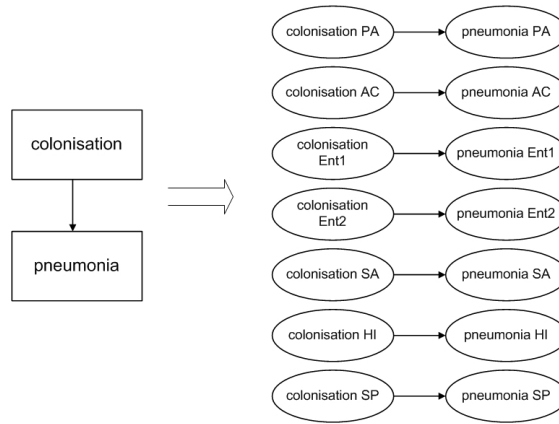 colonisation
pneumonia
colonisation PA
pneumonia PA
colonisation AC
pneumonia AC
colonisation
Ent1
pneumonia Ent1
colonisation
Ent2
pneumonia Ent2
colonisation SA
pneumonia SA
colonisation HI
pneumonia HI
colonisation SP
pneumonia SP